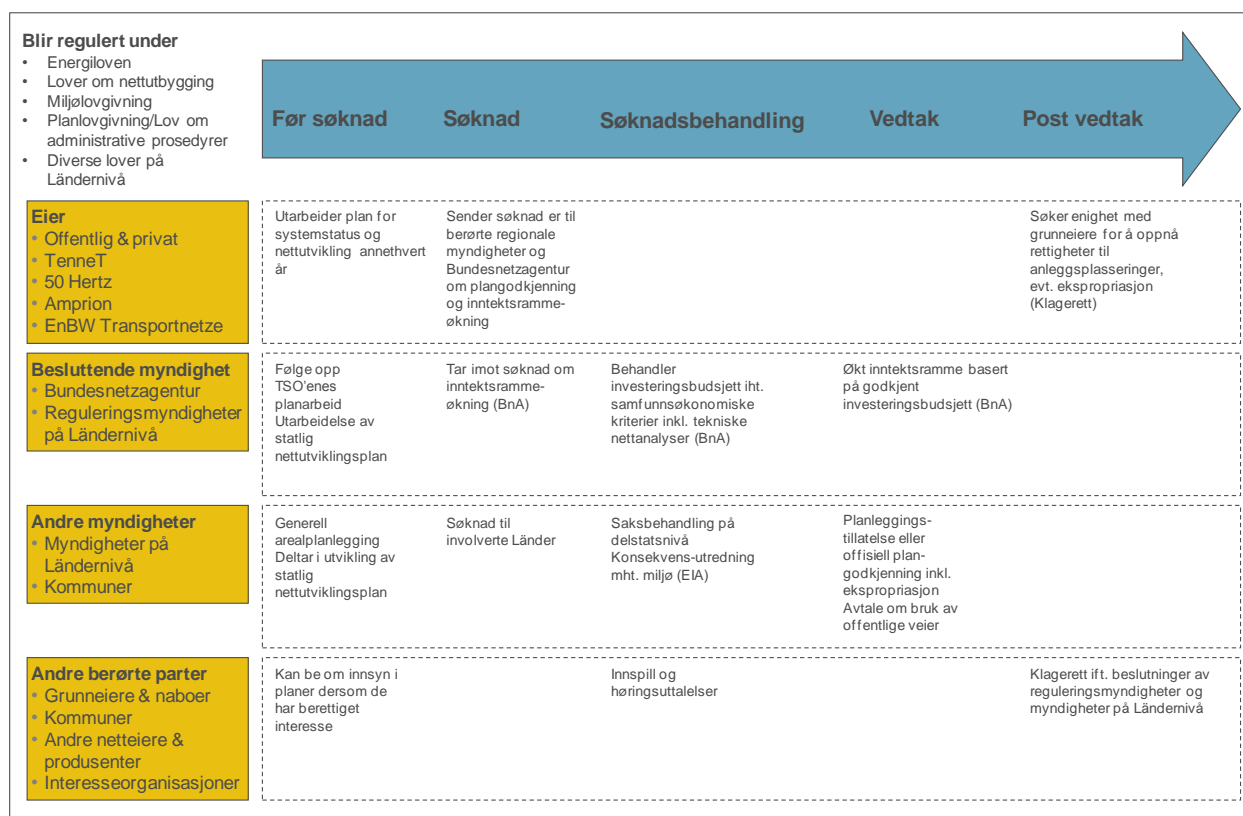 Blir regulert under
• Energiloven
• Lover om nettutbygging
• Miljølovgivning
• Planlovgivning/Lov om
administrative prosedyrer
• Diverse lover på
Ländernivå
Før søknad
Søknad
Søknadsbehandling
Vedtak
Post vedtak
Eier
• Offentlig & privat
• TenneT
• 50 Hertz
• Amprion
• EnBW Transportnetze
Utarbeider plan for
systemstatus og
nettutvikling annethvert
år
Sender søknad er til
berørte regionale
myndigheter og
Bundesnetzagentur
om plangodkjenning
og inntektsramme-
økning
Søker enighet med
grunneiere for å oppnå
rettigheter til
anleggsplasseringer,
evt. ekspropriasjon
(Klagerett)
Besluttende myndighet
• Bundesnetzagentur
• Reguleringsmyndigheter
på Ländernivå
Følge opp
TSO'enes
planarbeid
Utarbeidelse av
statlig
nettutviklingsplan
Tar imot søknad om
inntektsramme-
økning (BnA)
Behandler
investeringsbudsjett iht.
samfunnsøkonomiske
kriterier inkl. tekniske
nettanalyser (BnA)
Økt inntektsramme basert
på godkjent
investeringsbudsjett (BnA)
Andre myndigheter
• Myndigheter på
Ländernivå
• Kommuner
Generell
arealplanlegging
Deltar i utvikling av
statlig
nettutviklingsplan
Søknad til
involverte Länder
Saksbehandling på
delstatsnivå
Konsekvens-utredning
mht. miljø (EIA)
Planleggings-
tillatelse eller
offisiell plan-
godkjenning inkl.
ekspropriasjon
Avtale om bruk av
offentlige veier
Andre berørte parter
• Grunneiere & naboer
• Kommuner
• Andre netteiere &
produsenter
• Interesseorganisasjoner
Kan be om innsyn i
planer dersom de
har berettiget
interesse
Innspill og
høringsuttalelser
Klagerett ift. beslutninger av
reguleringsmyndigheter og
myndigheter på Ländernivå